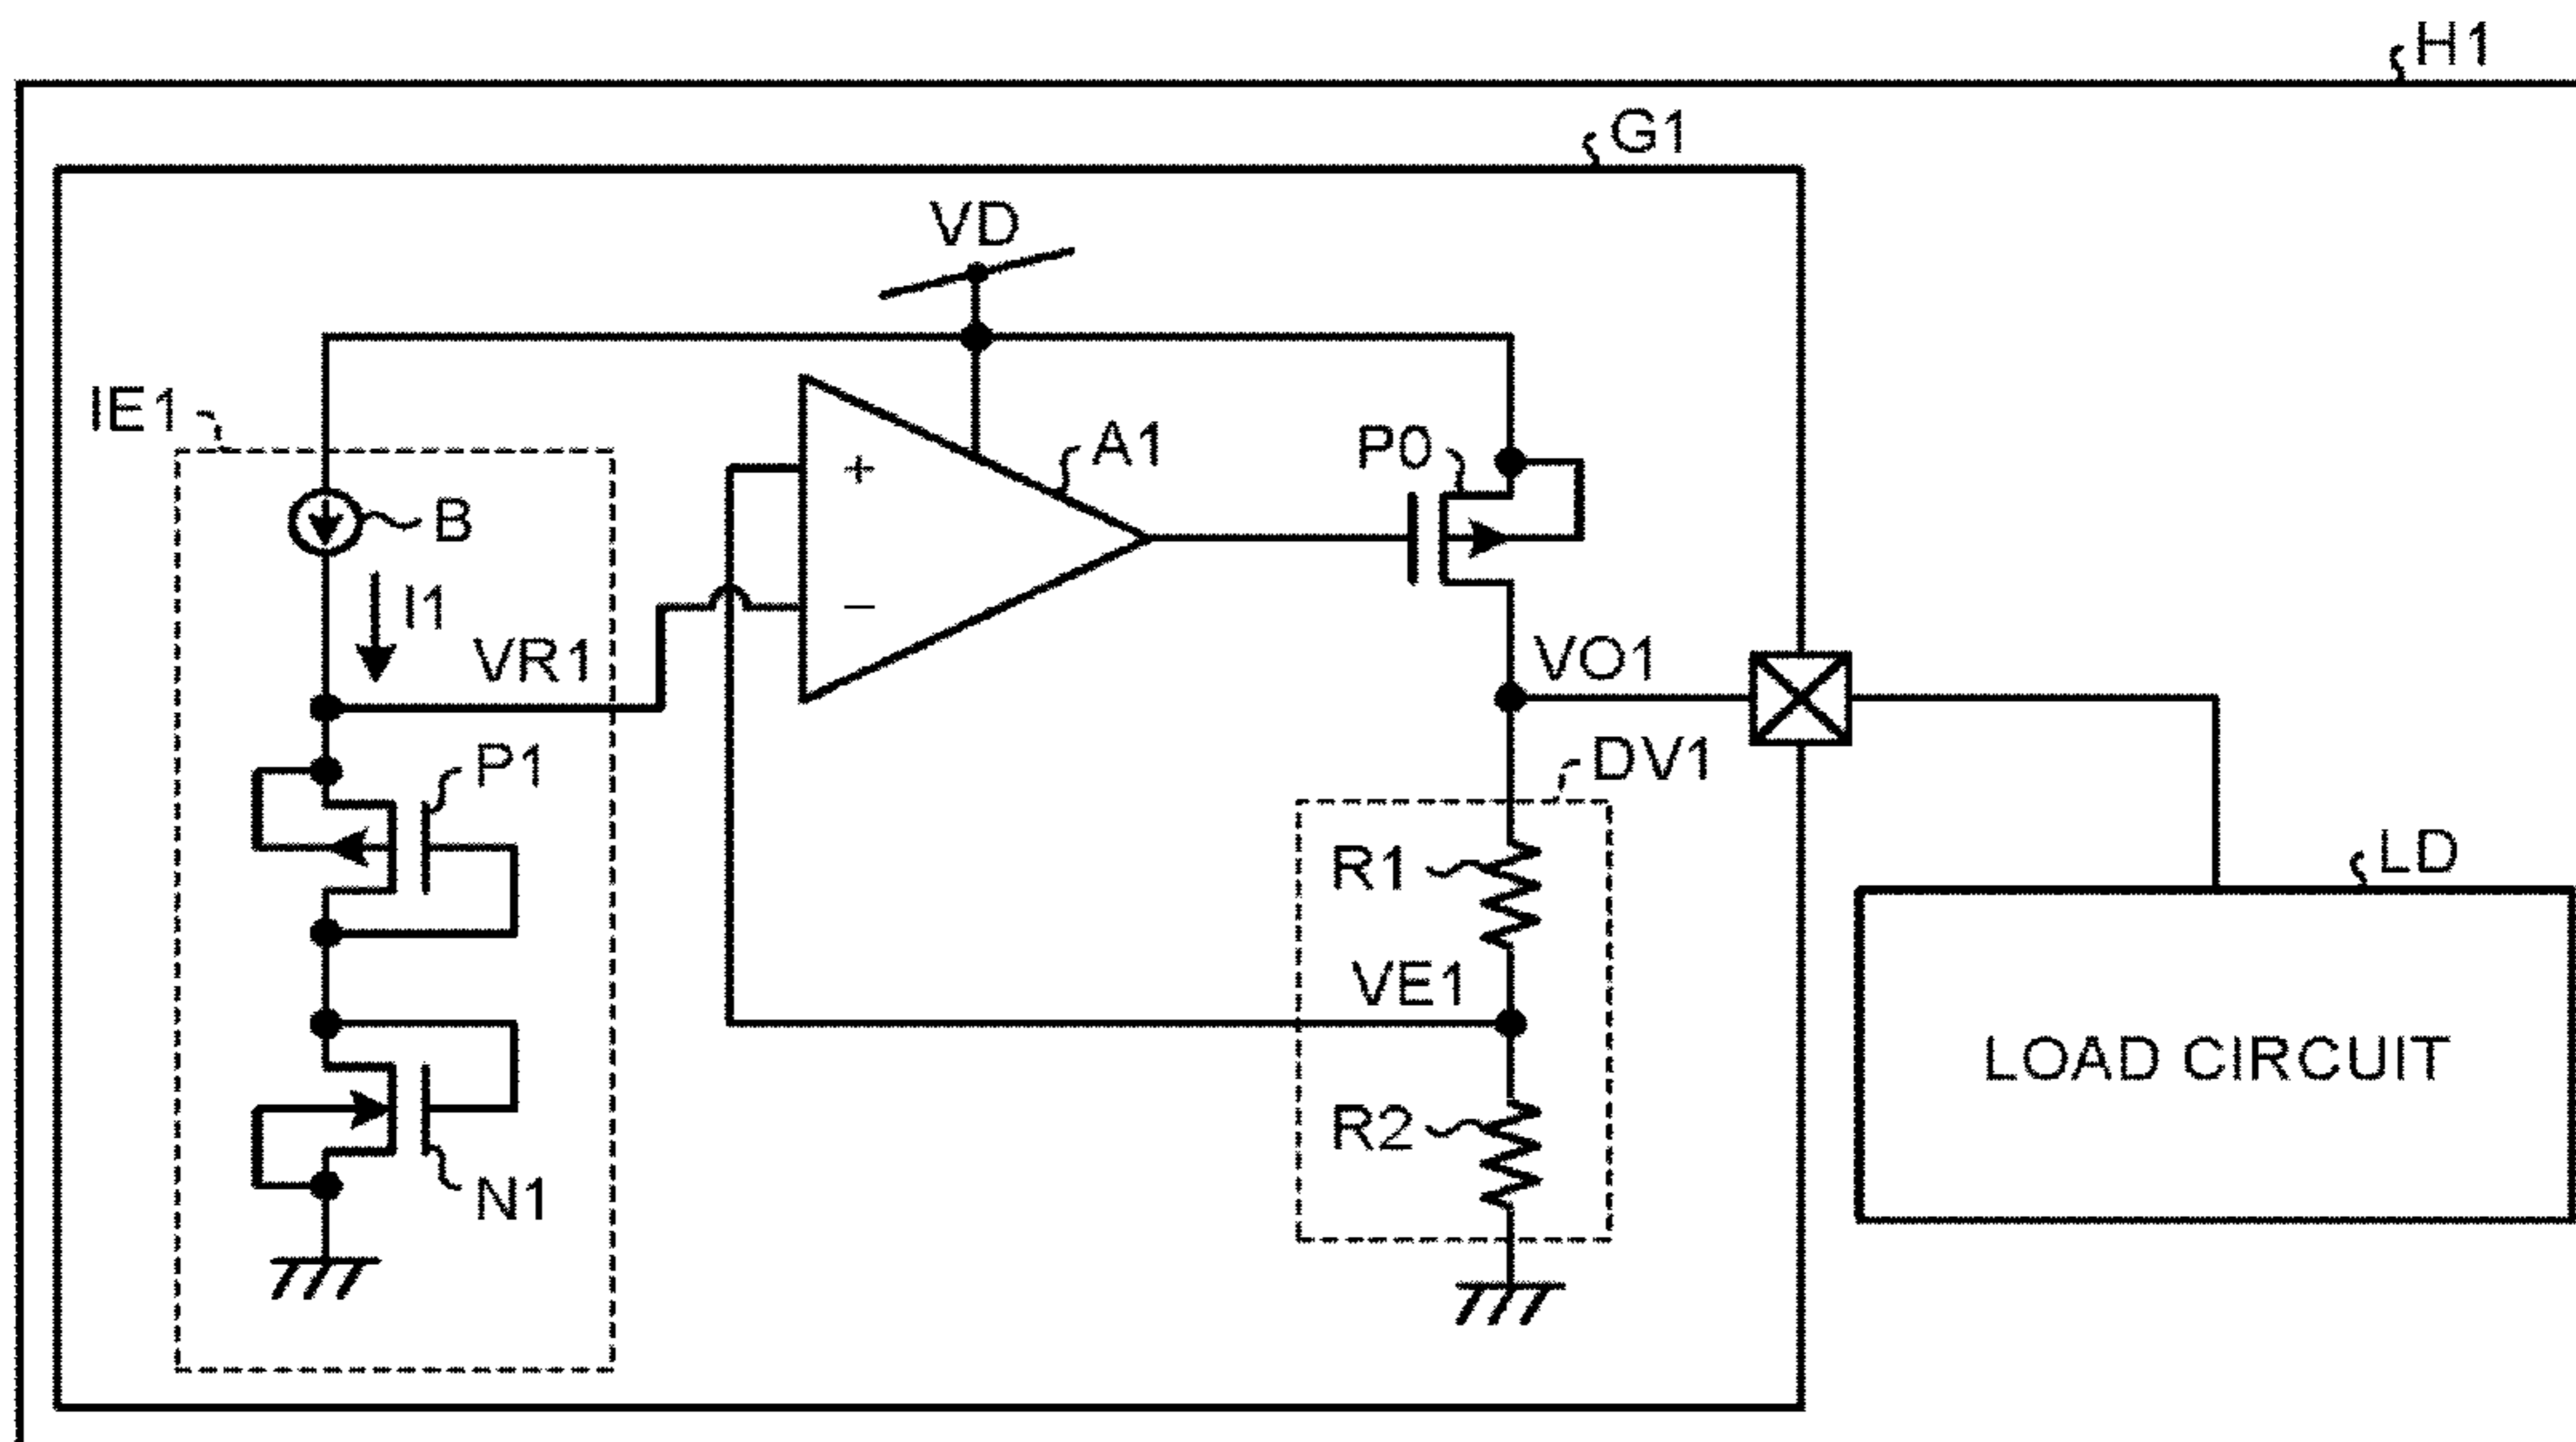 H1
G1
VD
IE1
A1
P0
B
I1
VR1
VO1
+
−
P1
DV1
R1
LD
VE1
LOAD CIRCUIT
R2
N1